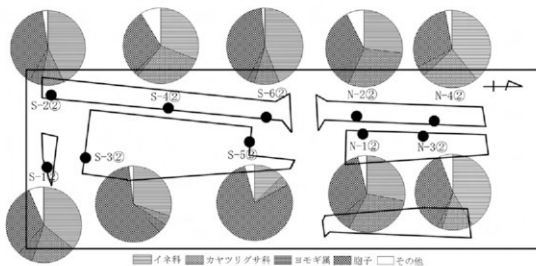 S-2②
S-4②
S-6②
N-2②
N-4②
S-1②
S-3②
S-5②
N-1②
N-3②
イネ科 カヤツリグサ科 ヨモギ属 胞子 その他